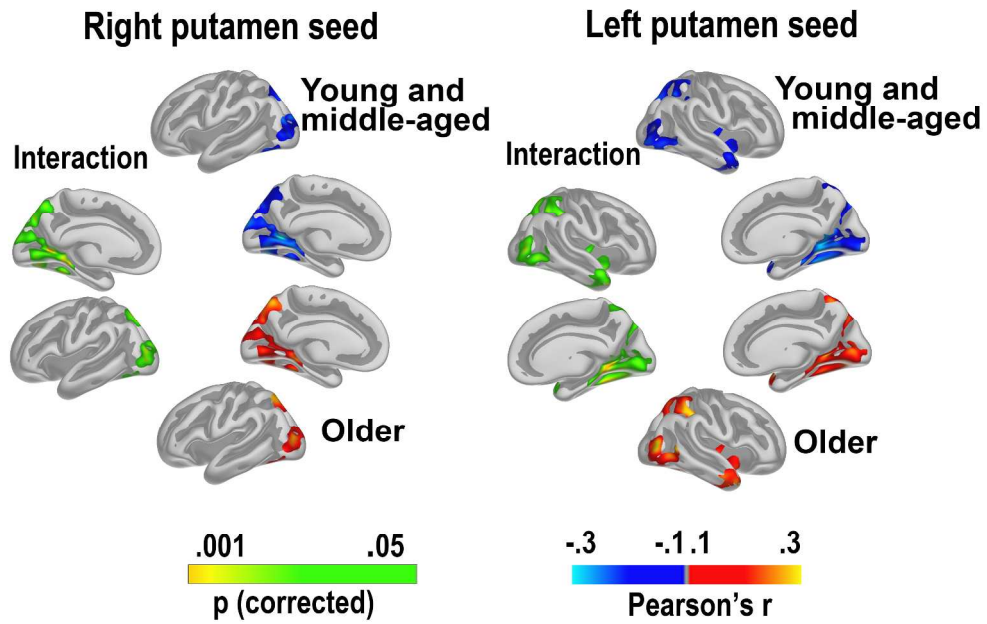 Right putamen seed
Left putamen seed
Young and
middle-aged
Interaction
Older
Young and
middle-aged
Interaction
Older
.001 .05
p (corrected)
-.3 -.1 .1 .3
Pearson's r